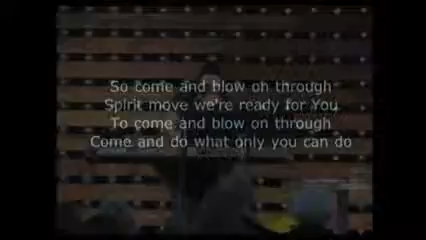 So come and blow on through
Spirit move we're ready for You
To come and blow on through
Come and do what only you can do